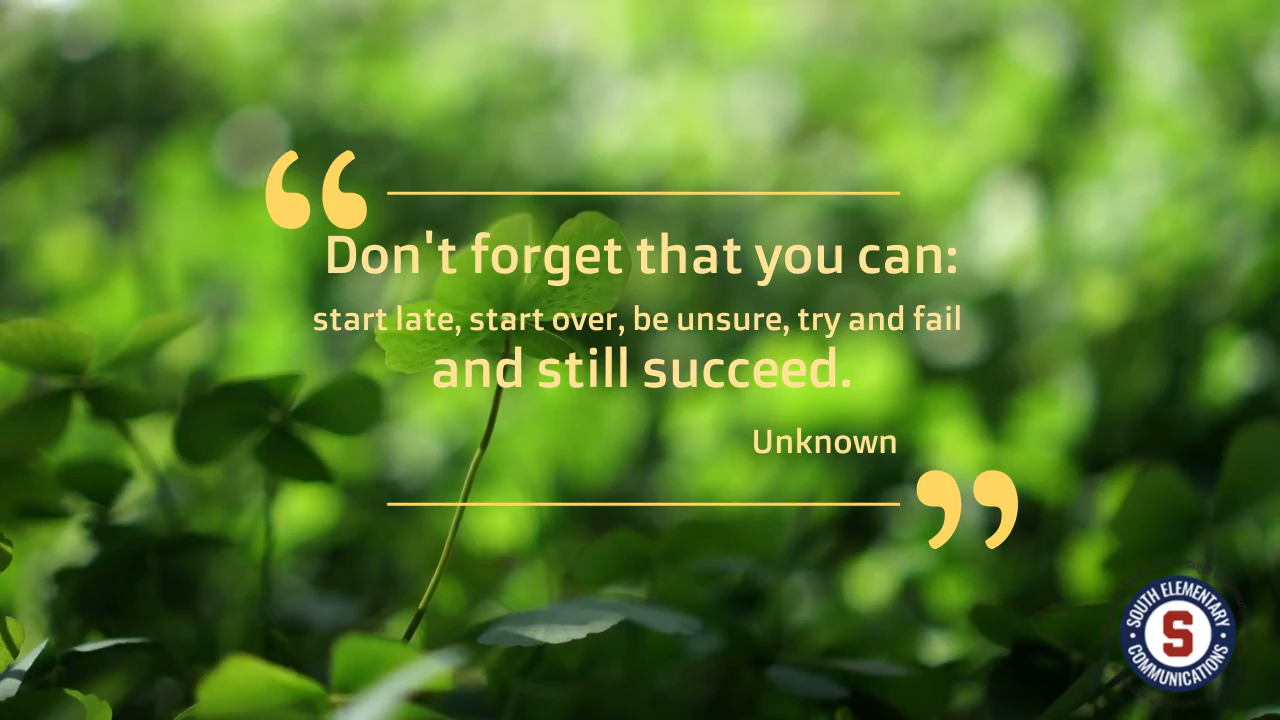 “
Don't forget that you can:
start late, start over, be unsure, try and fail
and still succeed.
Unknown
”
SOUTH ELEMENTARY
S
COMMUNICATIONS